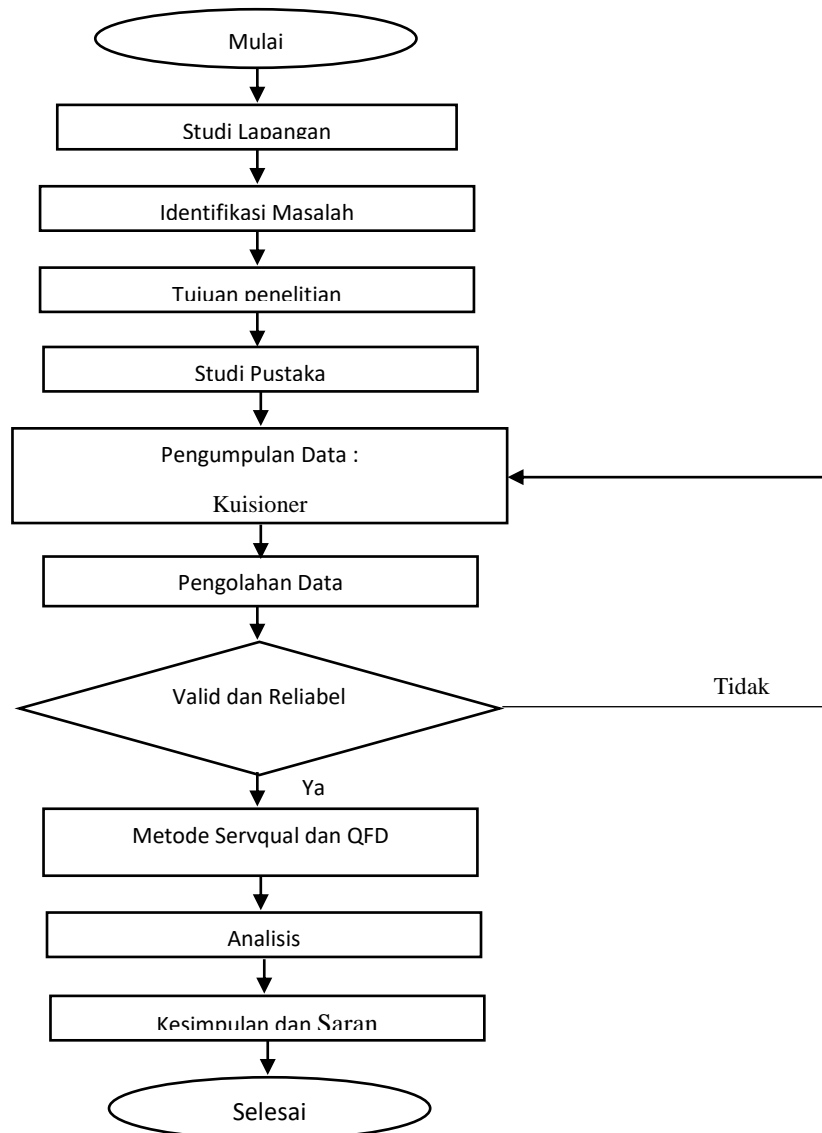 Mulai
Studi Lapangan
Identifikasi Masalah
Tujuan penelitian
Studi Pustaka
Pengumpulan Data :
Kuisioner
Pengolahan Data
Valid dan Reliabel
Tidak
Ya
Metode Servqual dan QFD
Analisis
Kesimpulan dan Saran
Selesai